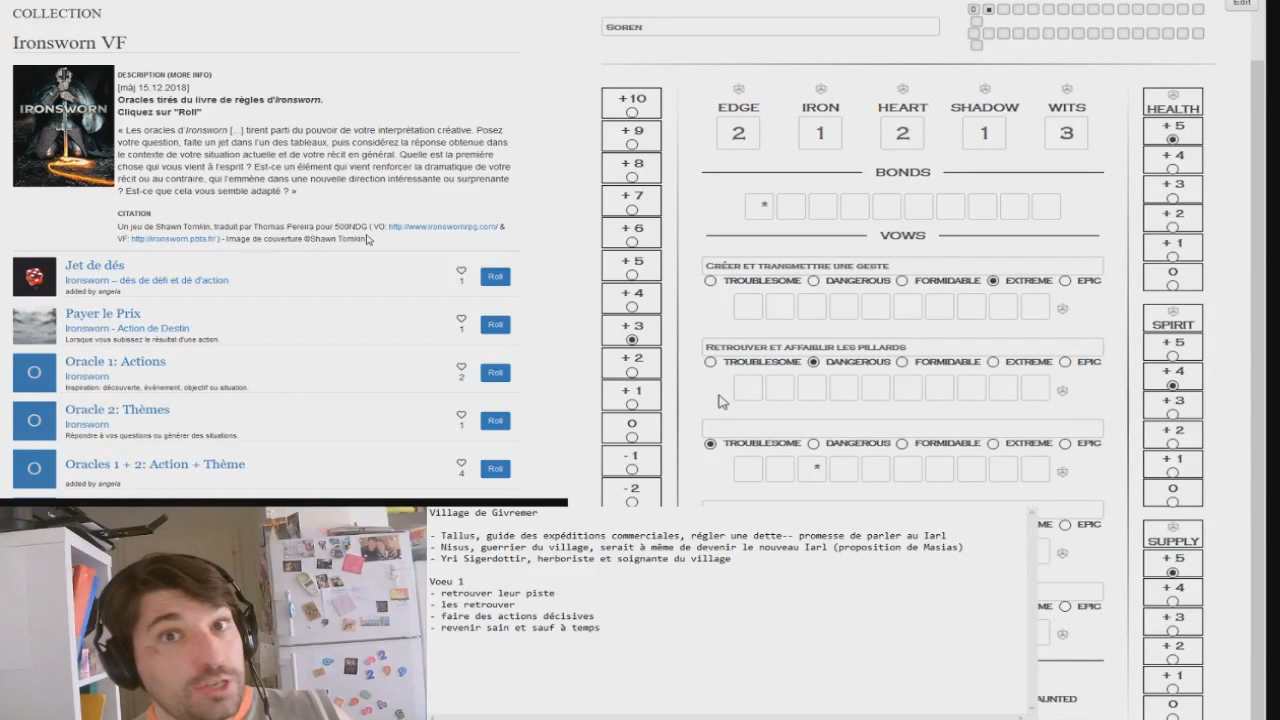 COLLECTION
Ironsworn VF
IRONSWORN
DESCRIPTION (MORE INFO)
[màj 15.12.2018]
Oracles tirés du livre de règles d'Ironsworn.
Cliquez sur "Roll"
« Les oracles d'Ironsworn [...] tirent parti du pouvoir de votre interprétation créative. Posez
votre question, faite un jet dans l'un des tableaux, puis considérez la réponse obtenue dans
le contexte de votre situation actuelle et de votre récit en général. Quelle est la première
chose qui vous vient à l'esprit ? Est-ce un élément qui vient renforcer la dramatique de votre
récit ou au contraire, qui l'emmène dans une nouvelle direction intéressante ou surprenante
? Est-ce que cela vous semble adapté ? »
CITATION
Un jeu de Shawn Tomkin, traduit par Thomas Pereira pour 500NDG ( VO: http://www.ironswornrpg.com/ &
VF: http://ironsworn.pbta.fr/ ) - Image de couverture @Shawn Tomkin
Jet de dés
Ironsworn – dés de défi et dé d'action
added by angela
1
Roll
Payer le Prix
Ironsworn - Action de Destin
Lorsque vous subissez le résultat d'une action.
1
Roll
O
Oracle 1: Actions
Ironsworn
Inspiration: découverte, événement, objectif ou situation.
2
Roll
O
Oracle 2: Thèmes
Ironsworn
Répondre à vos questions ou générer des situations.
1
Roll
O
Oracles 1 + 2: Action + Thème
added by angela
4
Roll
Soren
0
Edit
+10
+9
+8
+7
+6
+5
+4
+3
+2
+1
0
-1
-2
EDGE IRON HEART SHADOW WITS
2 1 2 1 3
BONDS
*
VOWS
Créer et transmettre une geste
TROUBLESOME DANGEROUS FORMIDABLE EXTREME EPIC
Retrouver et affaiblir les pillards
TROUBLESOME DANGEROUS FORMIDABLE EXTREME EPIC
TROUBLESOME DANGEROUS FORMIDABLE EXTREME EPIC
*
ME EPIC
ME EPIC
AUNTED
HEALTH
+5
+4
+3
+2
+1
0
SPIRIT
+5
+4
+3
+2
+1
0
SUPPLY
+5
+4
+3
+2
+1
0
Village de Givremer
- Tallus, guide des expéditions commerciales, régler une dette-- promesse de parler au Iarl
- Nisus, guerrier du village, serait à même de devenir le nouveau Iarl (proposition de Masias)
- Yri Sigerdottir, herboriste et soignante du village
Voeu 1
- retrouver leur piste
- les retrouver
- faire des actions décisives
- revenir sain et sauf à temps